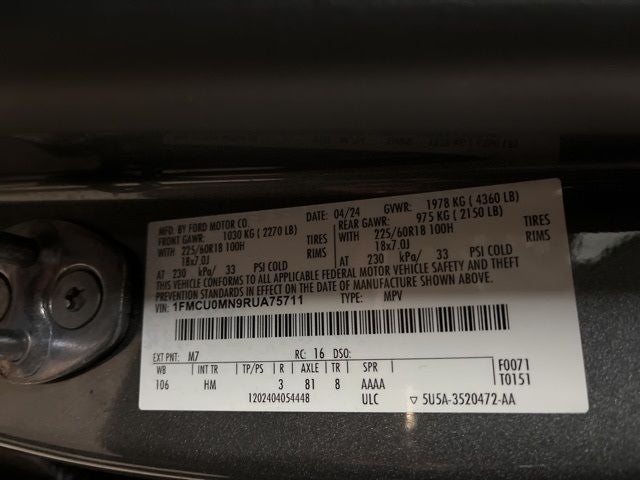 MFD. BY FORD MOTOR CO.
DATE: 04/24 GVWR: 1978 KG ( 4360 LB)
FRONT GAWR: 1030 KG ( 2270 LB) REAR GAWR: 975 KG ( 2150 LB)
WITH 225/60R18 100H TIRES WITH 225/60R18 100H TIRES
18x7.0J RIMS 18x7.0J RIMS
AT 230 kPa/ 33 PSI COLD AT 230 kPa/ 33 PSI COLD
THIS VEHICLE CONFORMS TO ALL APPLICABLE FEDERAL MOTOR VEHICLE SAFETY AND THEFT
PREVENTION STANDARDS IN EFFECT ON THE DATE OF MANUFACTURE SHOWN ABOVE.
VIN: 1FMCU0MN9RUA75711 TYPE: MPV
EXT PNT: M7 RC: 16 DSO: F0071
WB INT TR TP/PS R AXLE TR SPR T0151
106 HM 3 81 8 AAAA
1202404054448 ULC ▽ 5U5A-3520472-AA